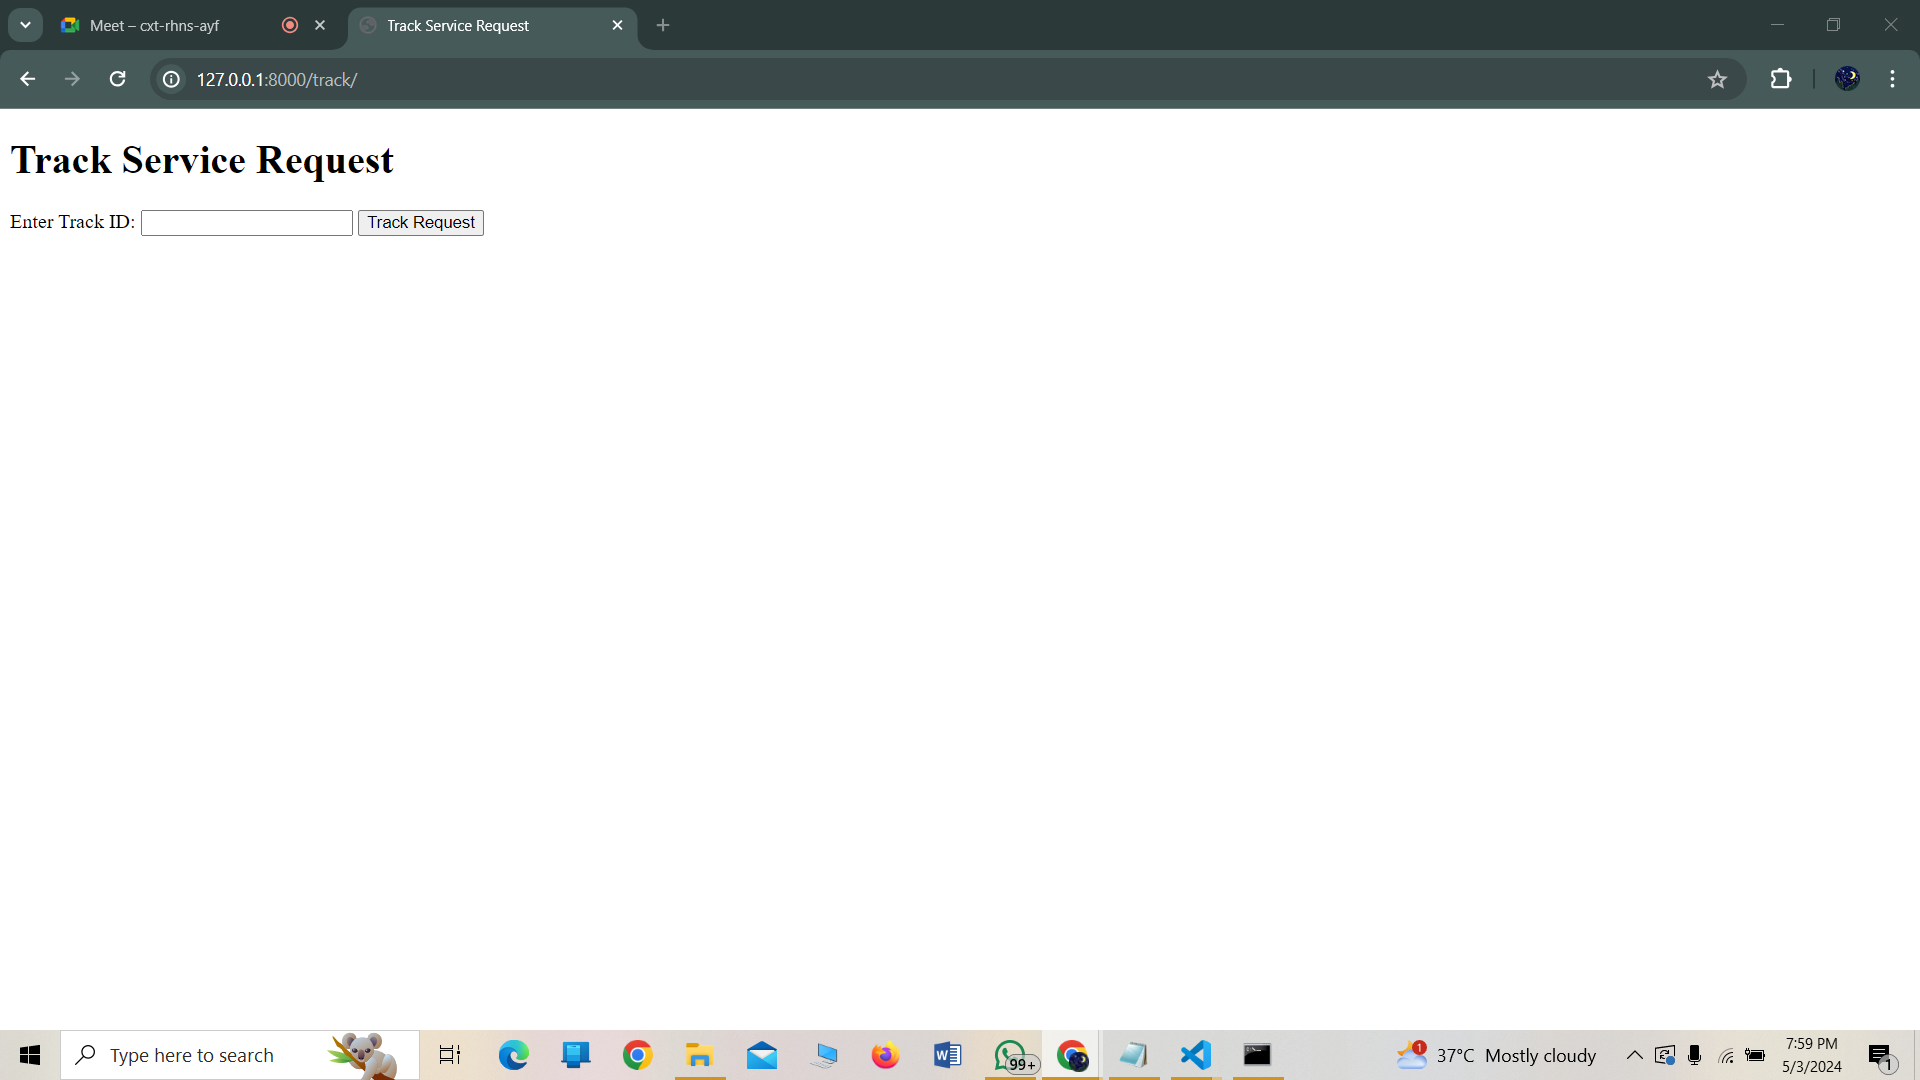 Meet – cxt-rhns-ayf
Track Service Request
127.0.0.1:8000/track/
Track Service Request
Enter Track ID:
Track Request
Type here to search
99+
1
37°C Mostly cloudy
7:59 PM
5/3/2024
1